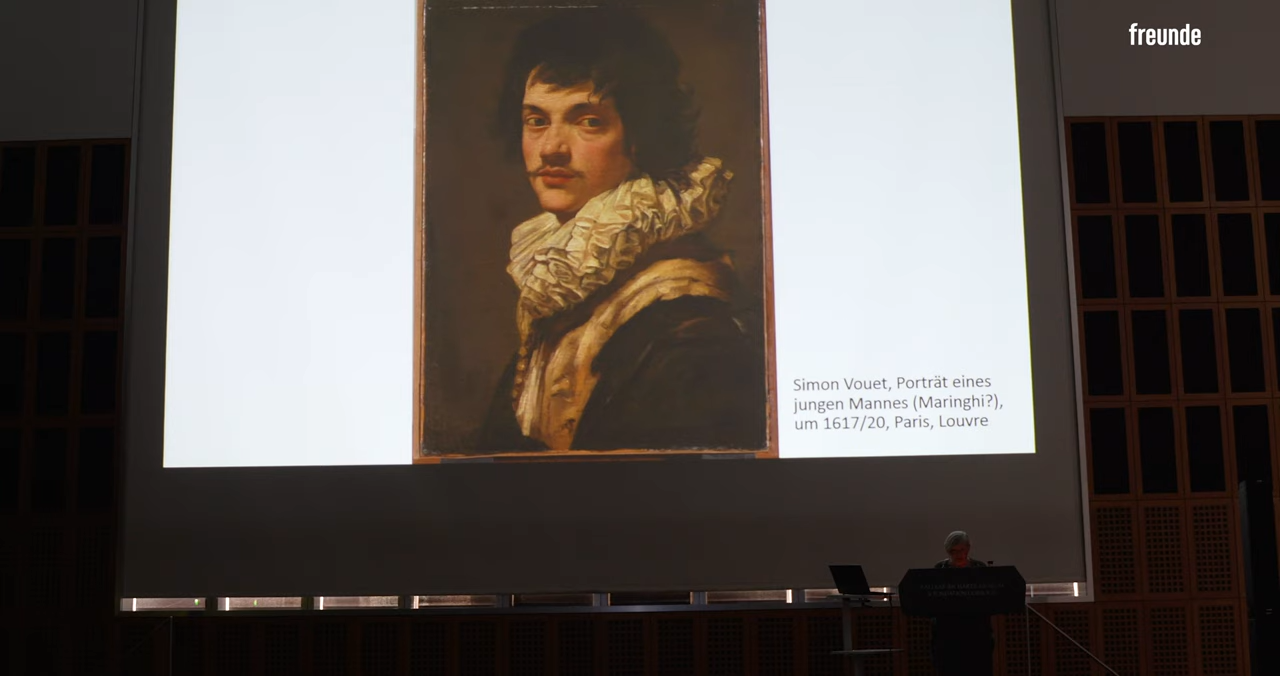 freunde
Simon Vouet, Porträt eines
jungen Mannes (Maringhi?),
um 1617/20, Paris, Louvre